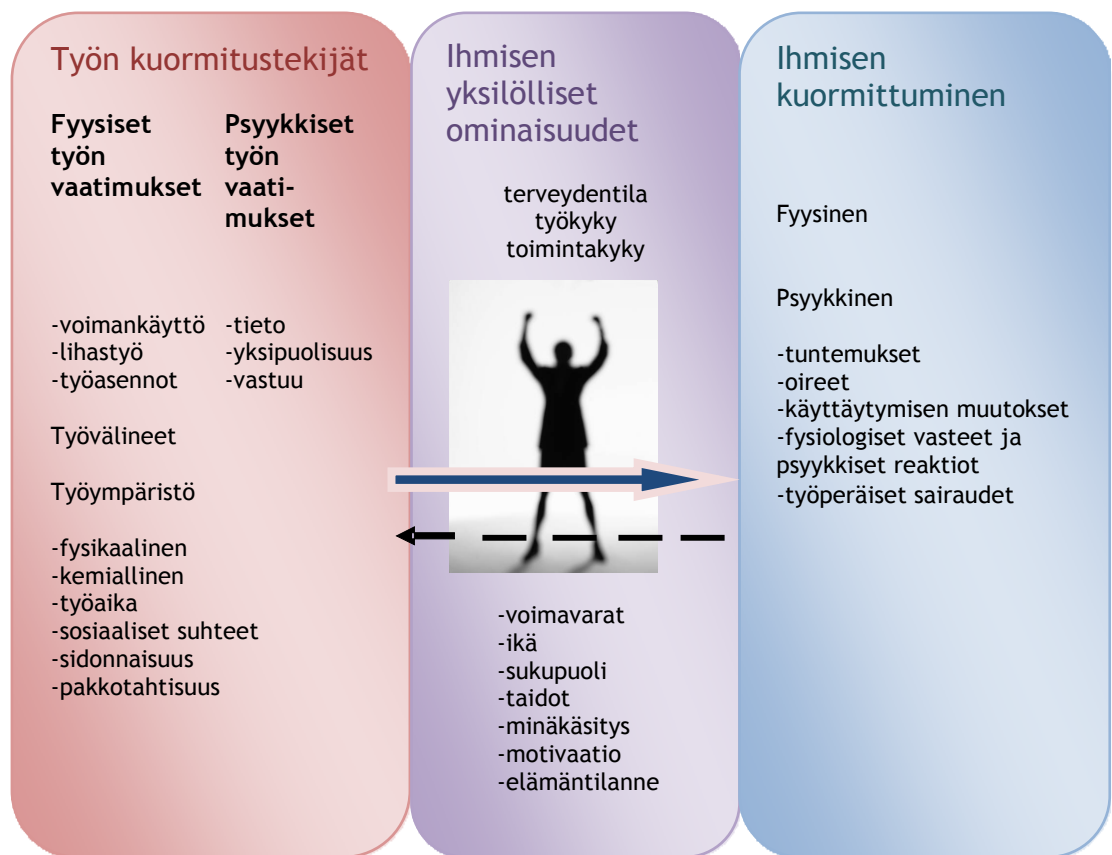 Työn kuormitustekijät
Fyysiset
työn
vaatimukset
Psyykkiset
työn
vaati-
mukset
-voimankäyttö
-lihastyö
-työasennot
-tieto
-yksipuolisuus
-vastuu
Työvälineet
Työympäristö
-fysikaalinen
-kemiallinen
-työaika
-sosiaaliset suhteet
-sidonnaisuus
-pakkotahtisuus
Ihmisen
yksilölliset
ominaisuudet
terveydentila
työkyky
toimintakyky
-voimavarat
-ikä
-sukupuoli
-taidot
-minäkäsitys
-motivaatio
-elämäntilanne
Ihmisen
kuormittuminen
Fyysinen
Psyykkinen
-tuntemukset
-oireet
-käyttäytymisen muutokset
-fysiologiset vasteet ja
psyykkiset reaktiot
-työperäiset sairaudet